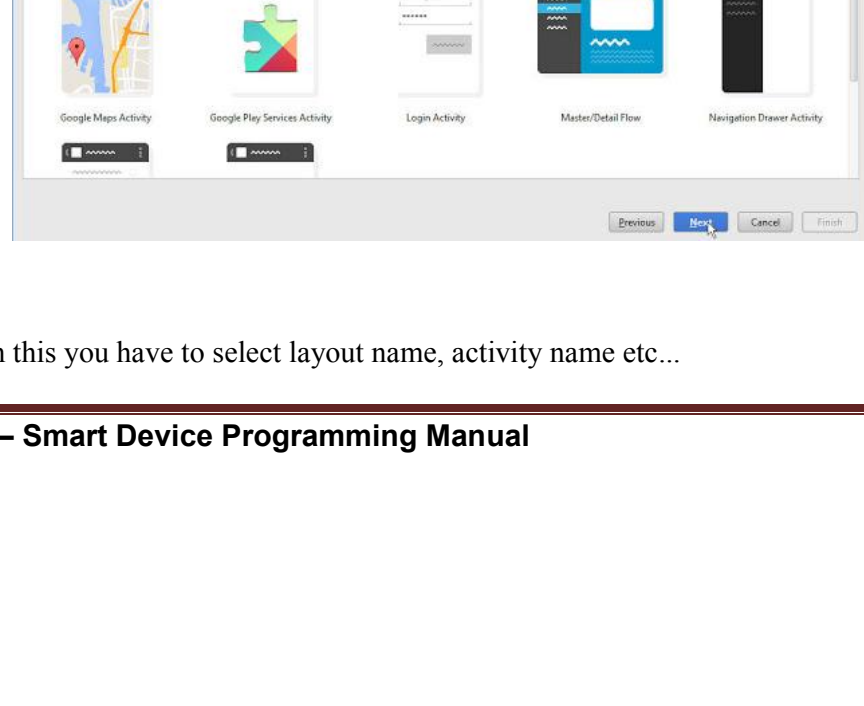 Google Maps Activity Google Play Services Activity Login Activity Master/Detail Flow Navigation Drawer Activity
Previous Next Cancel Finish
this you have to select layout name, activity name etc...
– Smart Device Programming Manual